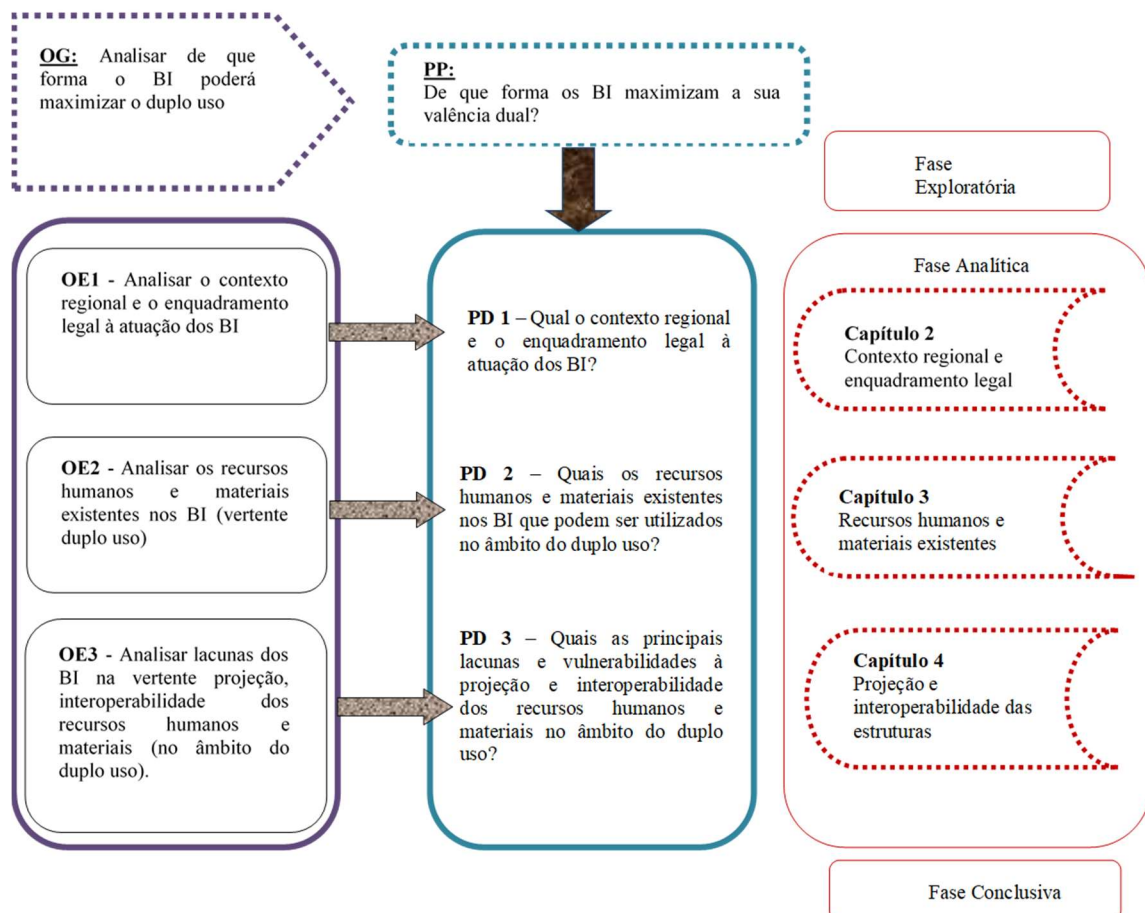 OG: Analisar de que
forma o BI poderá
maximizar o duplo uso
PP:
De que forma os BI maximizam a sua
valência dual?
Fase
Exploratória
OE1 - Analisar o contexto
regional e o enquadramento
legal à atuação dos BI
OE2 - Analisar os recursos
humanos e materiais
existentes nos BI (vertente
duplo uso)
OE3 - Analisar lacunas dos
BI na vertente projeção,
interoperabilidade dos
recursos humanos e
materiais (no âmbito do
duplo uso).
PD 1 – Qual o contexto regional
e o enquadramento legal à
atuação dos BI?
PD 2 – Quais os recursos
humanos e materiais existentes
nos BI que podem ser utilizados
no âmbito do duplo uso?
PD 3 – Quais as principais
lacunas e vulnerabilidades à
projeção e interoperabilidade
dos recursos humanos e
materiais no âmbito do duplo
uso?
Fase Analítica
Capítulo 2
Contexto regional e
enquadramento legal
Capítulo 3
Recursos humanos e
materiais existentes
Capítulo 4
Projeção e
interoperabilidade das
estruturas
Fase Conclusiva